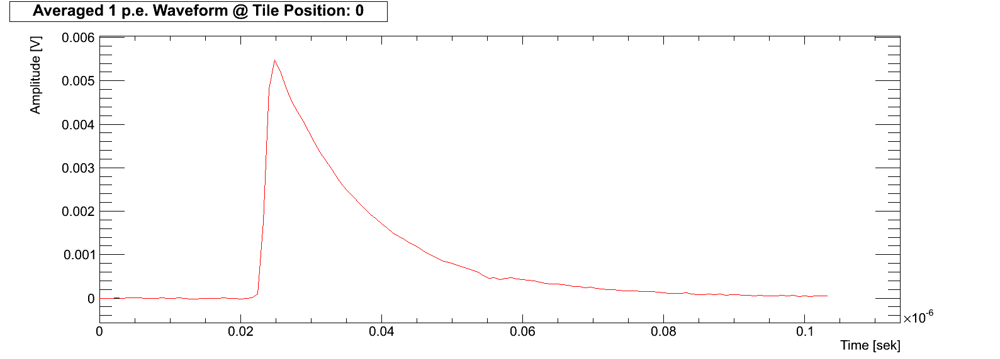 Averaged 1 p.e. Waveform @ Tile Position: 0
Amplitude [V]
0.006
0.005
0.004
0.003
0.002
0.001
0
0 0.02 0.04 0.06 0.08 0.1
×10-6
Time [sek]